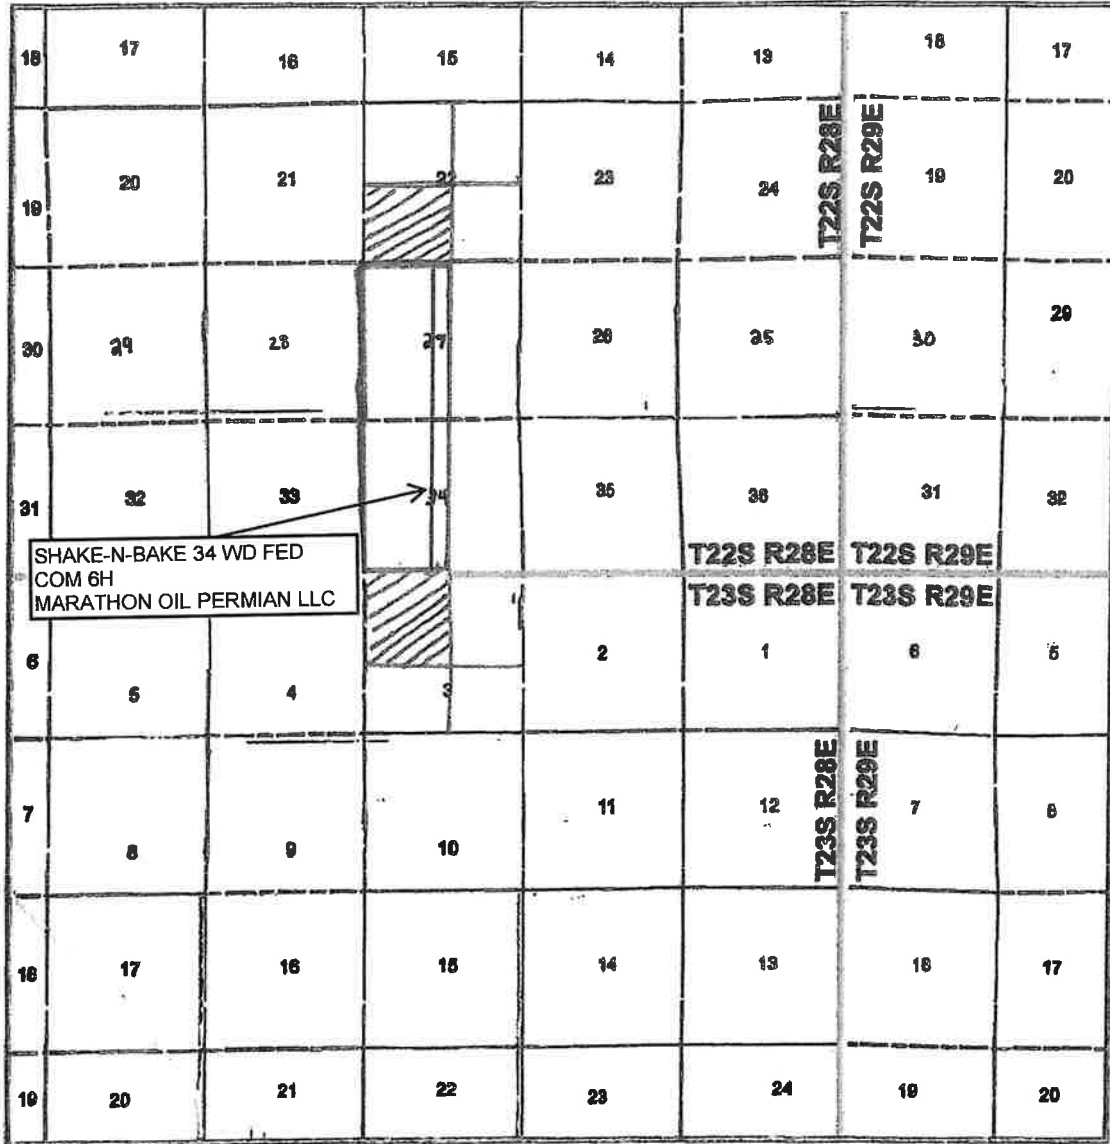 18 17 16 15 14 13 18 17
19 20 21 22 23 24 T22S R28E T22S R29E 19 20
30 29 28 27 26 25 30 29
31 32 33 34 35 36 31 32
SHAKE-N-BAKE 34 WD FED
COM 6H
MARATHON OIL PERMIAN LLC
T22S R28E T22S R29E
T23S R28E T23S R29E
6 5 4 3 2 1 6 5
7 8 9 10 11 12 T23S R28E T23S R29E 7 8
18 17 16 15 14 13 18 17
19 20 21 22 23 24 19 20